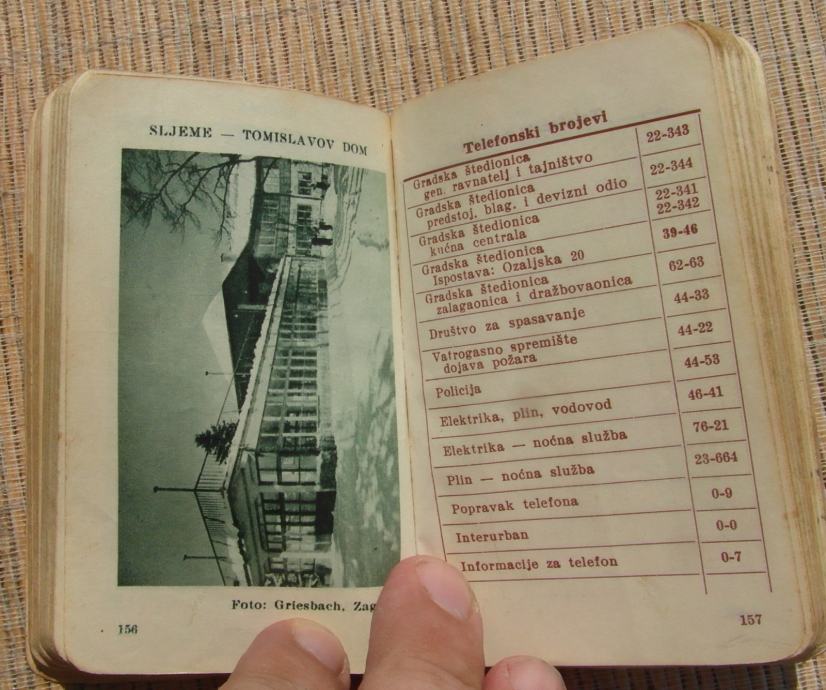 SLJEME — TOMISLAVOV DOM
Foto: Griesbach, Zag
156
Telefonski brojevi
Gradska štedionica
gen. ravnatelj i tajništvo
22-343
Gradska štedionica
predstoj. blag. i devizni odio
22-344
Gradska štedionica
kućna centrala
22-341
22-342
Gradska štedionica
Ispostava: Ozaljska 20
39-46
Gradska štedionica
zalagaonica i dražbovaonica
62-63
Društvo za spasavanje
44-33
Vatrogasno spremište
dojava požara
44-22
Policija
44-53
Elektrika, plin, vodovod
46-41
Elektrika — noćna služba
76-21
Plin — noćna služba
23-664
Popravak telefona
0-9
Interurban
0-0
Informacije za telefon
0-7
157